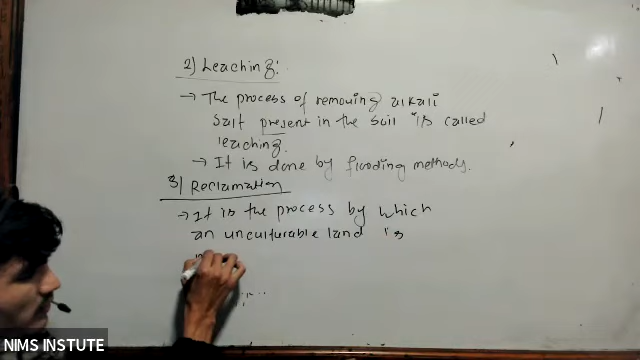 2) Leaching:
→ The process of removing alkali
salt present in the soil is called
leaching.
→ It is done by flooding methods.
3) Reclamation
→ It is the process by which
an unculturable land is
NIMS INSTUTE